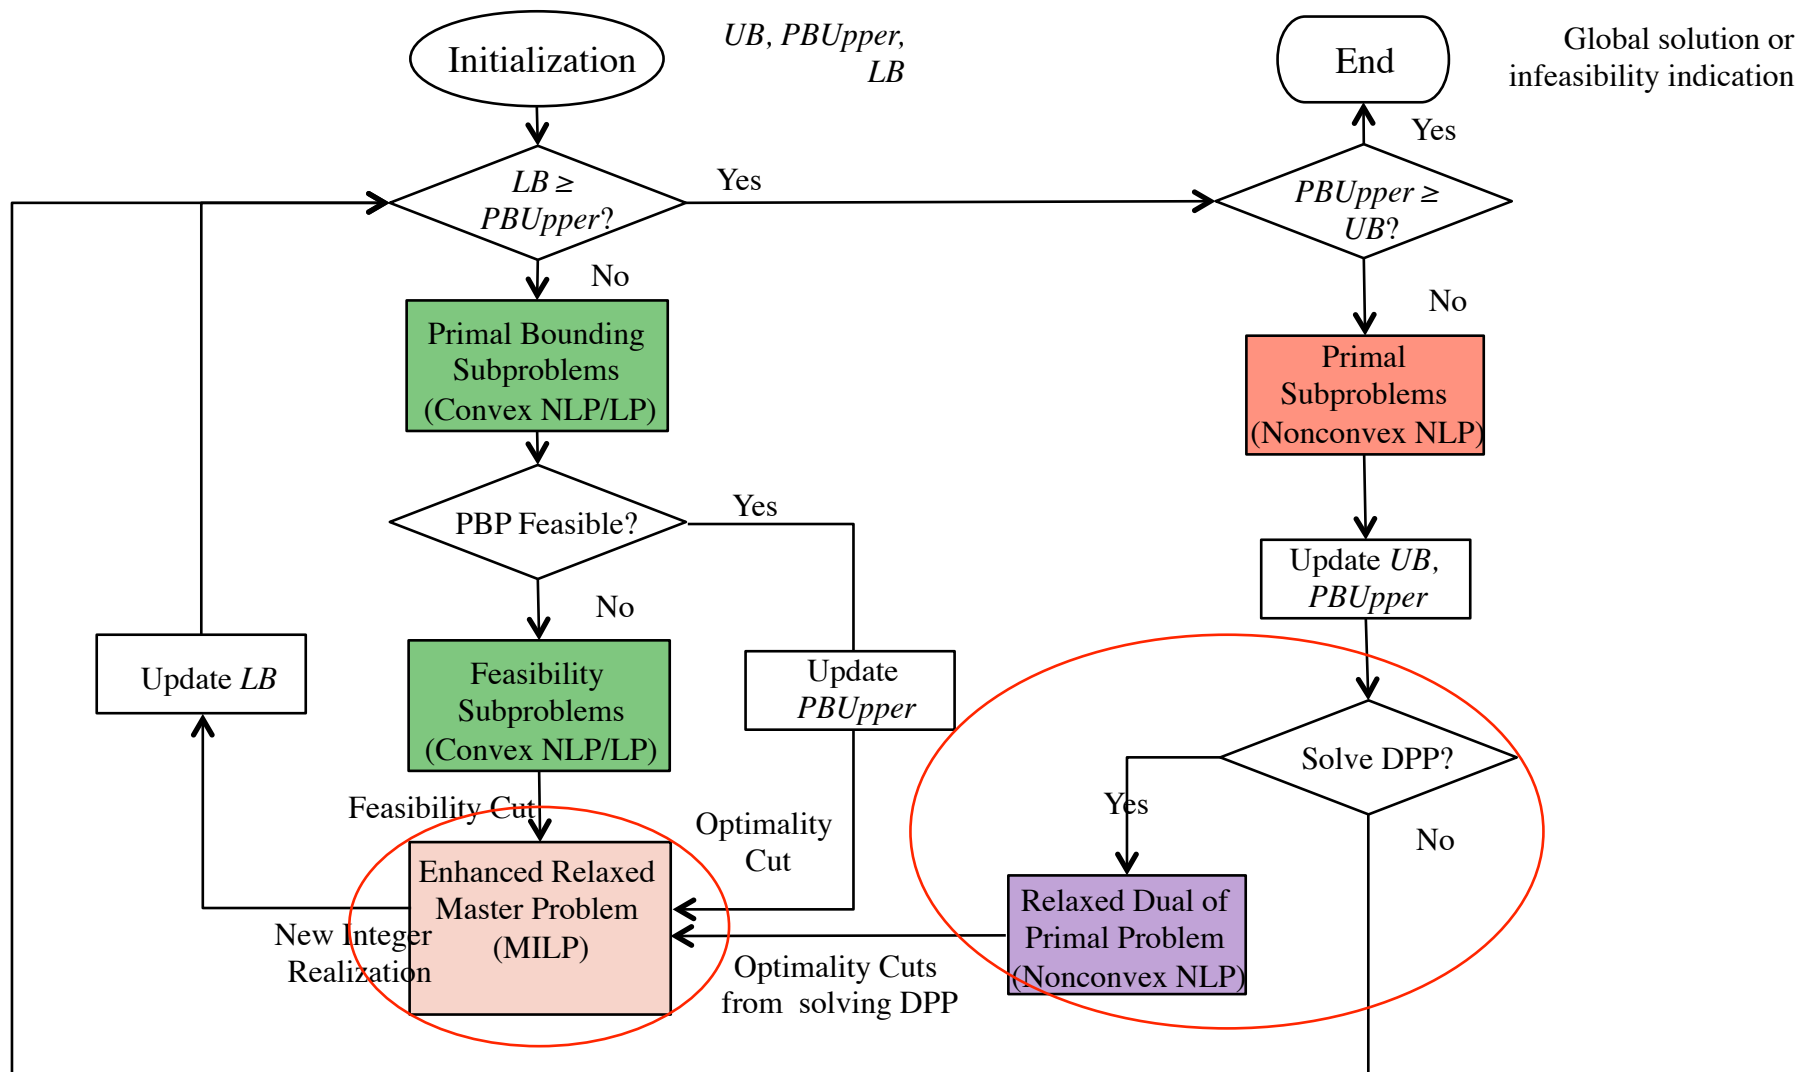 Initialization
UB, PBUpper,
LB
End
Global solution or
infeasibility indication
Yes
LB ≥
PBUpper?
Yes
PBUpper ≥
UB?
No
No
Primal Bounding
Subproblems
(Convex NLP/LP)
Primal
Subproblems
(Nonconvex NLP)
PBP Feasible?
Yes
Update UB,
PBUpper
No
Update LB
Feasibility
Subproblems
(Convex NLP/LP)
Update
PBUpper
Solve DPP?
Feasibility Cut
Yes
Optimality
Cut
No
Enhanced Relaxed
Master Problem
(MILP)
New Integer
Realization
Relaxed Dual of
Primal Problem
(Nonconvex NLP)
Optimality Cuts
from solving DPP